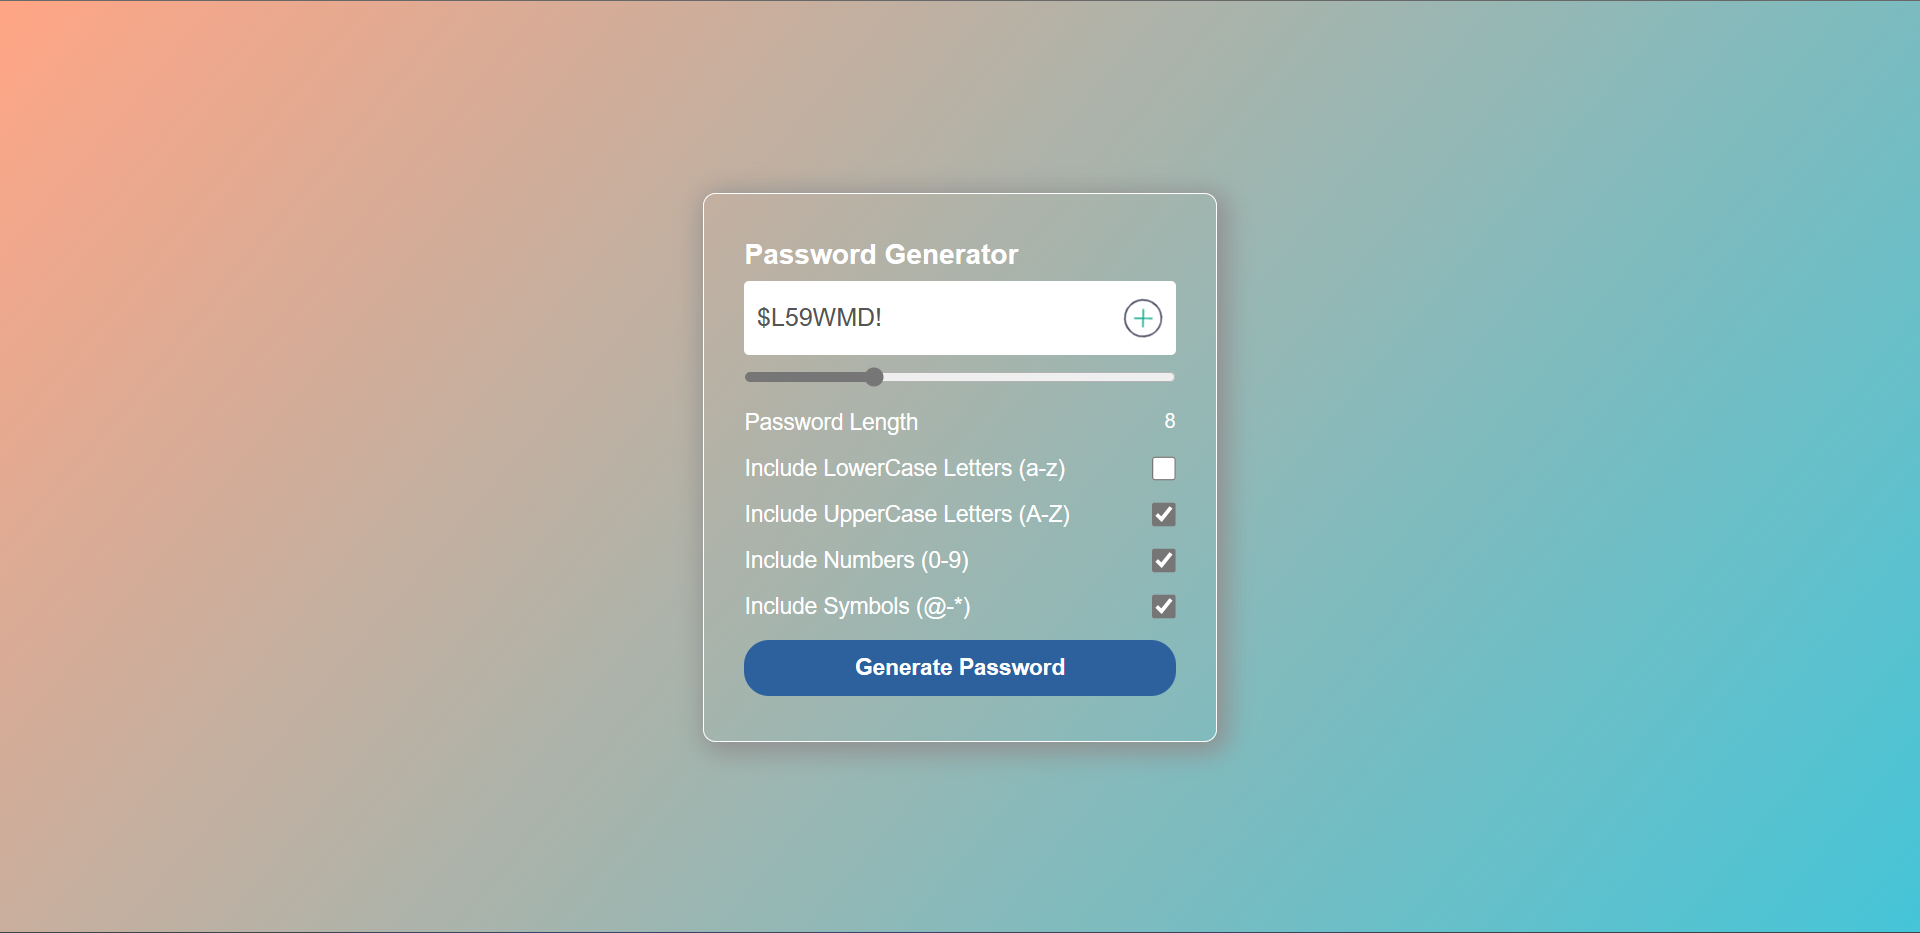 Password Generator
$L59WMD!
Password Length 8
Include LowerCase Letters (a-z)
Include UpperCase Letters (A-Z)
Include Numbers (0-9)
Include Symbols (@-*)
Generate Password